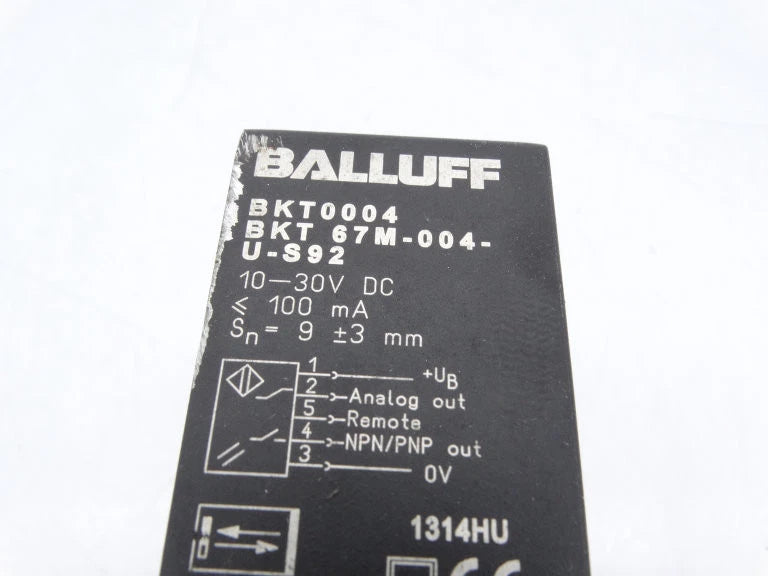 BALLUFF
BKT0004
BKT 67M-004-
U-S92
10—30V DC
≤ 100 mA
Sn= 9 ±3 mm
1 +UB
2 Analog out
5 Remote
4 NPN/PNP out
3 0V
1314HU
CE